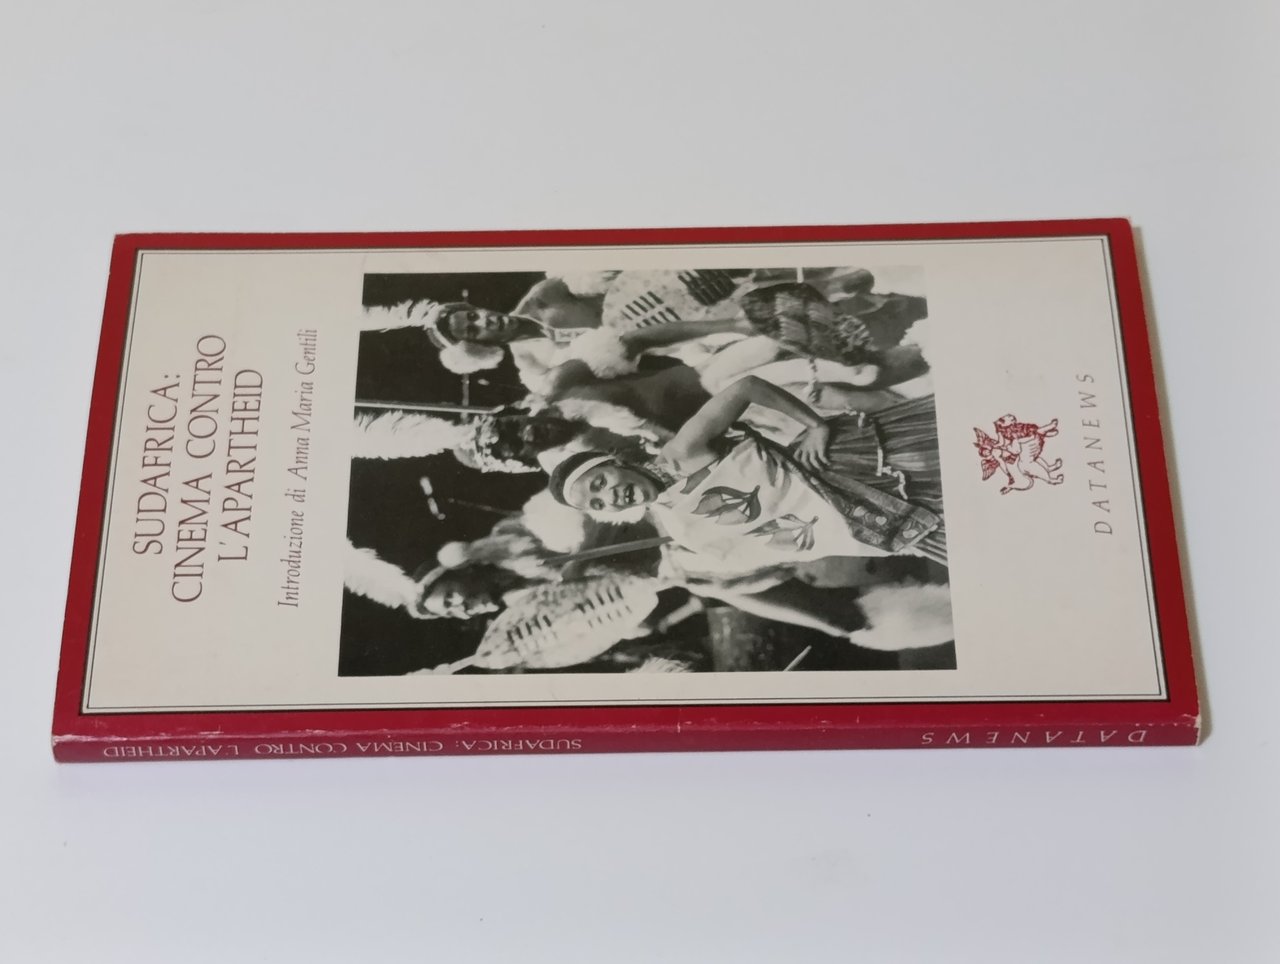 SUDAFRICA:
CINEMA CONTRO
L'APARTHEID
Introduzione di Anna Maria Gentili
DATANEWS
SUDAFRICA: CINEMA CONTRO L'APARTHEID
DATANEWS